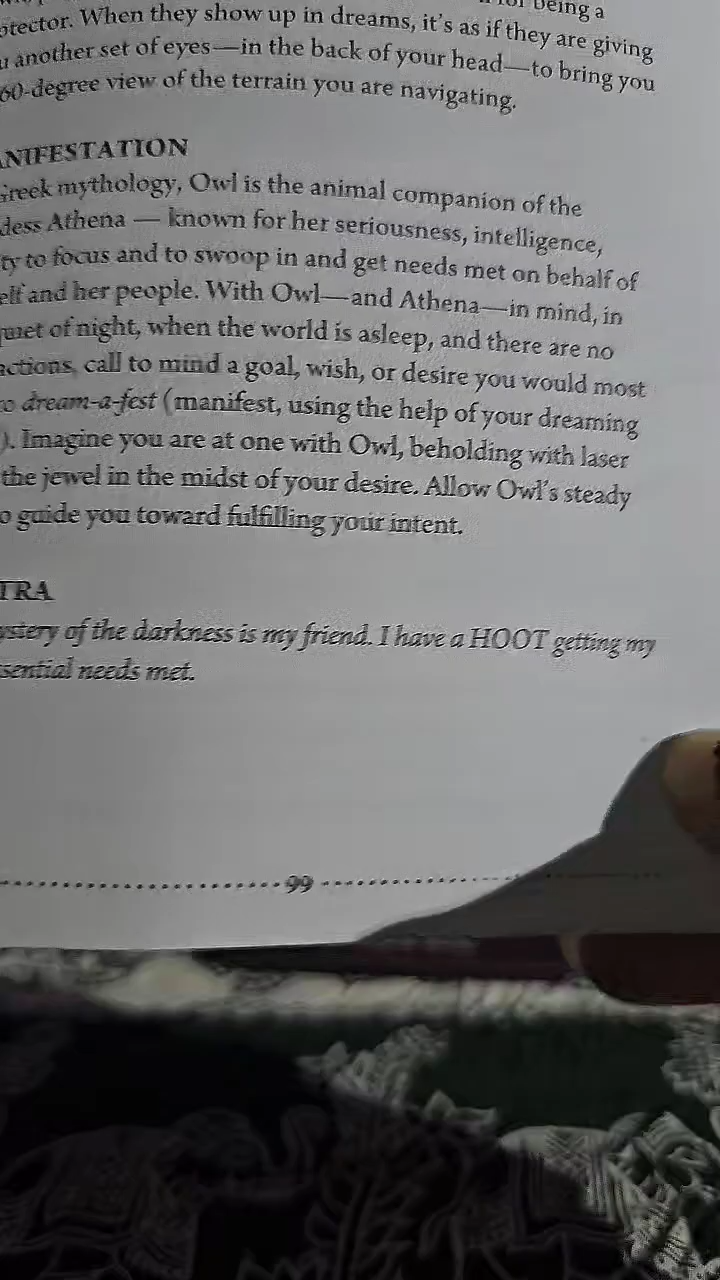 being a
otector. When they show up in dreams, it's as if they are giving
u another set of eyes—in the back of your head—to bring you
60-degree view of the terrain you are navigating.
ANIFESTATION
Greek mythology, Owl is the animal companion of the
dess Athena — known for her seriousness, intelligence,
ty to focus and to swoop in and get needs met on behalf of
elf and her people. With Owl—and Athena—in mind, in
quiet of night, when the world is asleep, and there are no
actions, call to mind a goal, wish, or desire you would most
o dream-a-fest (manifest, using the help of your dreaming
). Imagine you are at one with Owl, beholding with laser
the jewel in the midst of your desire. Allow Owl's steady
o guide you toward fulfilling your intent.
TRA
ystery of the darkness is my friend. I have a HOOT getting my
sential needs met.
99